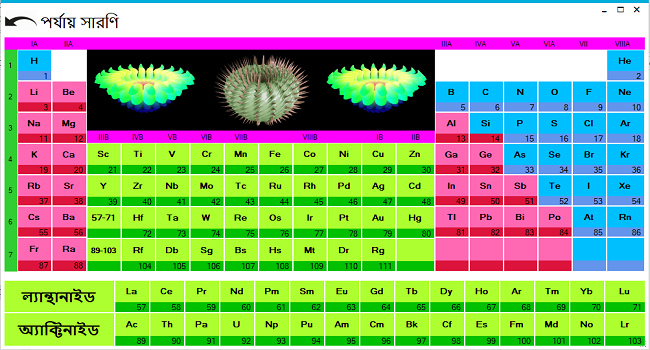 পর্যায় সারণি
IA IIA IIIA IVA VA VIA VII VIIIA
1 H He
1 2
2 Li Be B C N O F Ne
3 4 5 6 7 8 9 10
3 Na Mg Al Si P S Cl Ar
11 12 13 14 15 16 17 18
IIIB IVB VB VIB VIIB VIIIB IB IIB
4 K Ca Sc Ti V Cr Mn Fe Co Ni Cu Zn Ga Ge As Se Br Kr
19 20 21 22 23 24 25 26 27 28 29 30 31 32 33 34 35 36
5 Rb Sr Y Zr Nb Mo Tc Ru Rh Pd Ag Cd In Sn Sb Te I Xe
37 38 39 40 41 42 43 44 45 46 47 48 49 50 51 52 53 54
6 Cs Ba 57-71 Hf Ta W Re Os Ir Pt Au Hg Tl Pb Bi Po At Rn
55 56 72 73 74 75 76 77 78 79 80 81 82 83 84 85 86
7 Fr Ra 89-103 Rf Db Sg Bs Hs Mt Dr Rg
87 88 104 105 106 107 108 109 110 111
ল্যান্থানাইড La Ce Pr Nd Pm Sm Eu Gd Tb Dy Ho Ar Tm Yb Lu
57 58 59 60 61 62 63 64 65 66 67 68 69 70 71
অ্যাক্টিনাইড Ac Th Pa U Np Pu Am Cm Bk Cf Es Fm Md No Lr
89 90 91 92 93 94 95 96 97 98 99 100 101 102 103